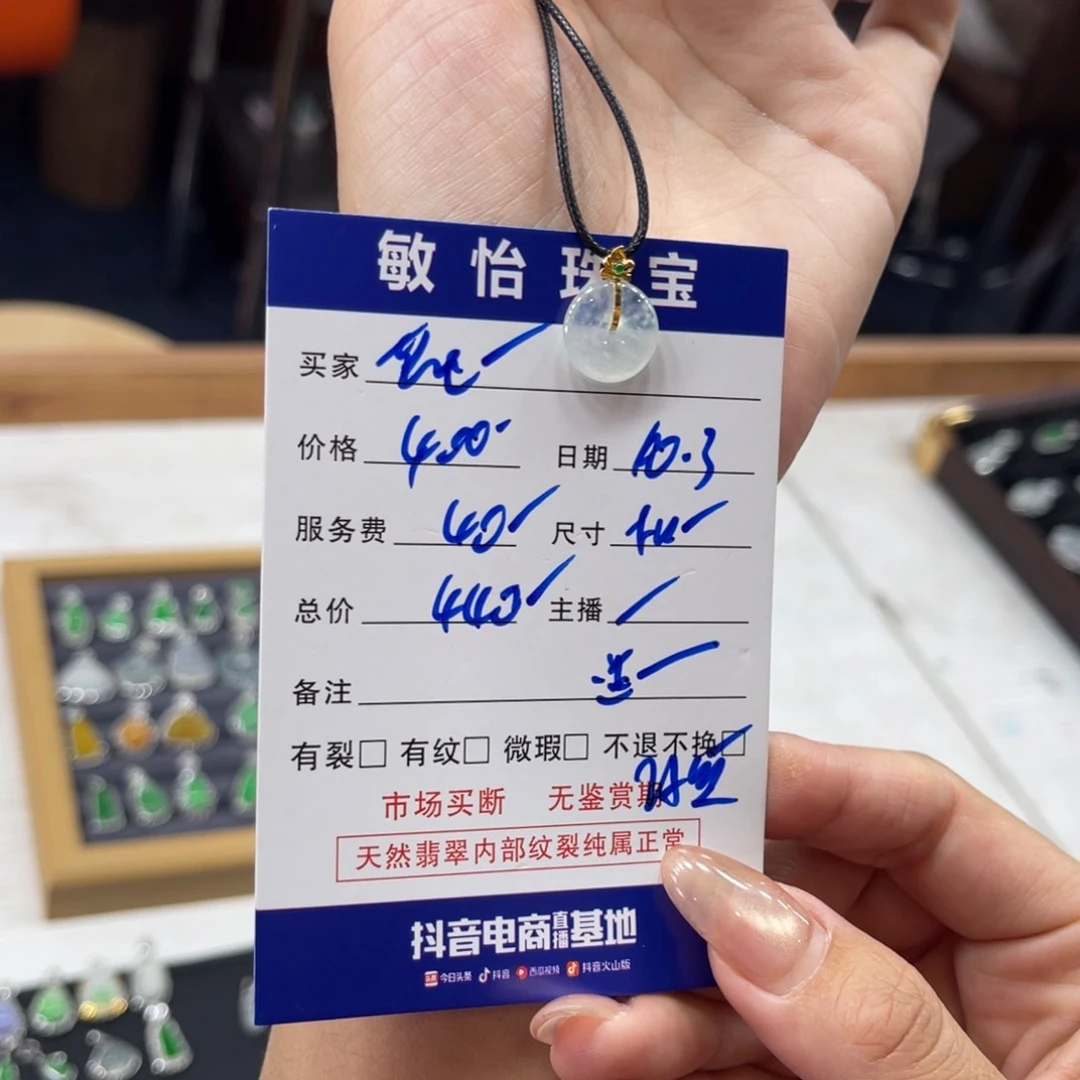 敏怡珠宝
买家
价格 400 日期 10.3
服务费 40 尺寸
总价 440 主播
备注
有裂□ 有纹□ 微瑕□ 不退不换□
市场买断 无鉴赏期
天然翡翠内部纹裂纯属正常
抖音电商直播基地
头条 今日头条 抖音 西瓜视频 抖音火山版